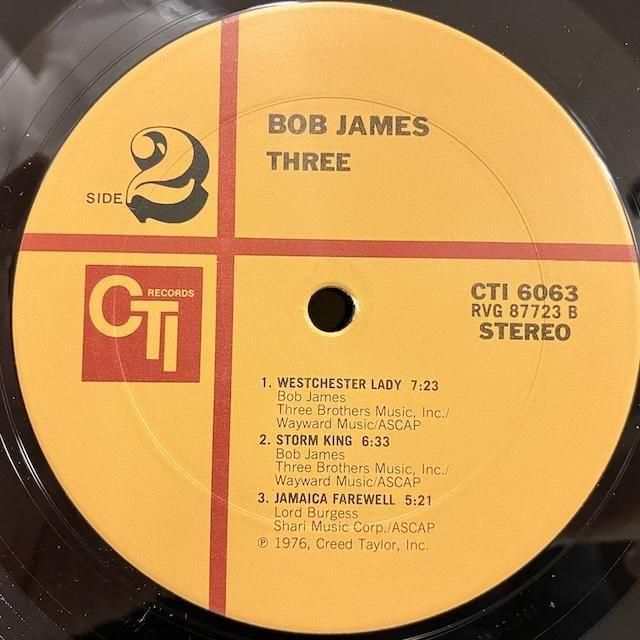 BOB JAMES
THREE
SIDE 2
CTI RECORDS
CTI 6063
RVG 87723 B
STEREO
1. WESTCHESTER LADY 7:23
Bob James
Three Brothers Music, Inc./
Wayward Music/ASCAP
2. STORM KING 6:33
Bob James
Three Brothers Music, Inc./
Wayward Music/ASCAP
3. JAMAICA FAREWELL 5:21
Lord Burgess
Shari Music Corp./ASCAP
℗ 1976, Creed Taylor, Inc.